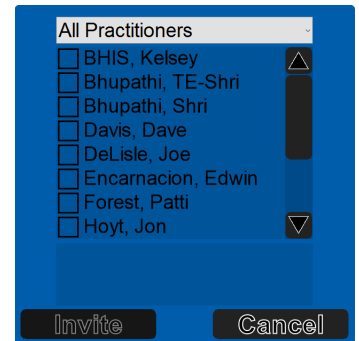 All Practitioners
BHIS, Kelsey
Bhupathi, TE-Shri
Bhupathi, Shri
Davis, Dave
DeLisle, Joe
Encarnacion, Edwin
Forest, Patti
Hoyt, Jon
Invite
Cancel